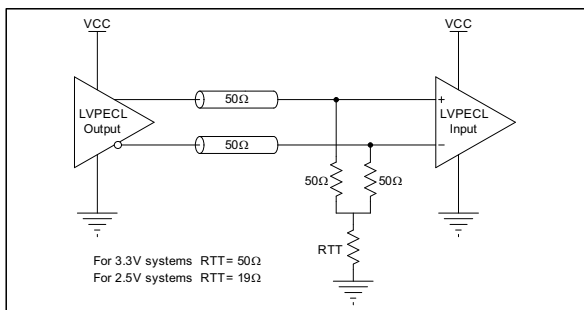 VCC
VCC
50Ω
LVPECL
Output
+
LVPECL
Input
50Ω
−
50Ω
50Ω
RTT
For 3.3V systems RTT = 50Ω
For 2.5V systems RTT = 19Ω